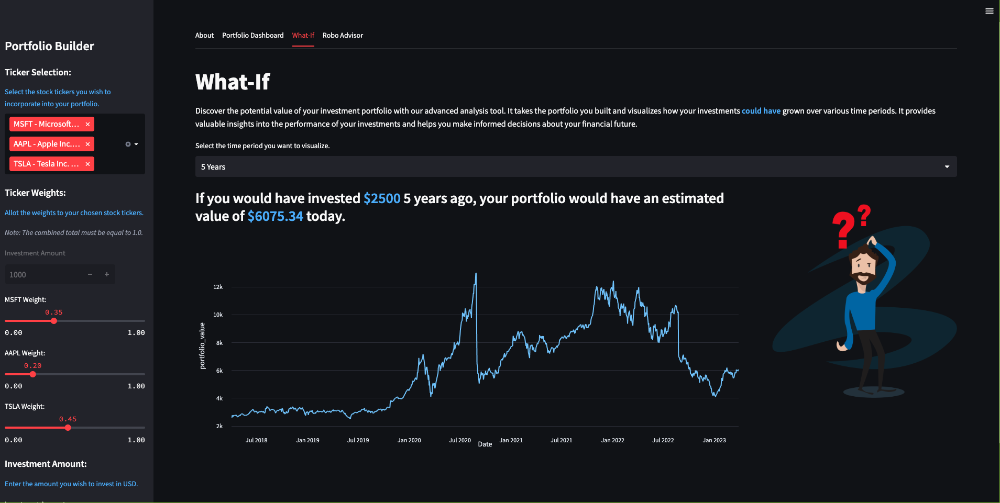 Portfolio Builder
Ticker Selection:
Select the stock tickers you wish to
incorporate into your portfolio.
MSFT - Microsoft...
AAPL - Apple Inc....
TSLA - Tesla Inc. ...
Ticker Weights:
Allot the weights to your chosen stock tickers.
Note: The combined total must be equal to 1.0.
Investment Amount
1000
MSFT Weight:
0.35
0.00 1.00
AAPL Weight:
0.20
0.00 1.00
TSLA Weight:
0.45
0.00 1.00
Investment Amount:
Enter the amount you wish to invest in USD.
About Portfolio Dashboard What-If Robo Advisor
What-If
Discover the potential value of your investment portfolio with our advanced analysis tool. It takes the portfolio you built and visualizes how your investments could have grown over various time periods. It provides
valuable insights into the performance of your investments and helps you make informed decisions about your financial future.
Select the time period you want to visualize.
5 Years
If you would have invested $2500 5 years ago, your portfolio would have an estimated
value of $6075.34 today.
? ?
portfolio_value
12k
10k
8k
6k
4k
2k
Jul 2018 Jan 2019 Jul 2019 Jan 2020 Jul 2020 Jan 2021 Jul 2021 Jan 2022 Jul 2022 Jan 2023
Date